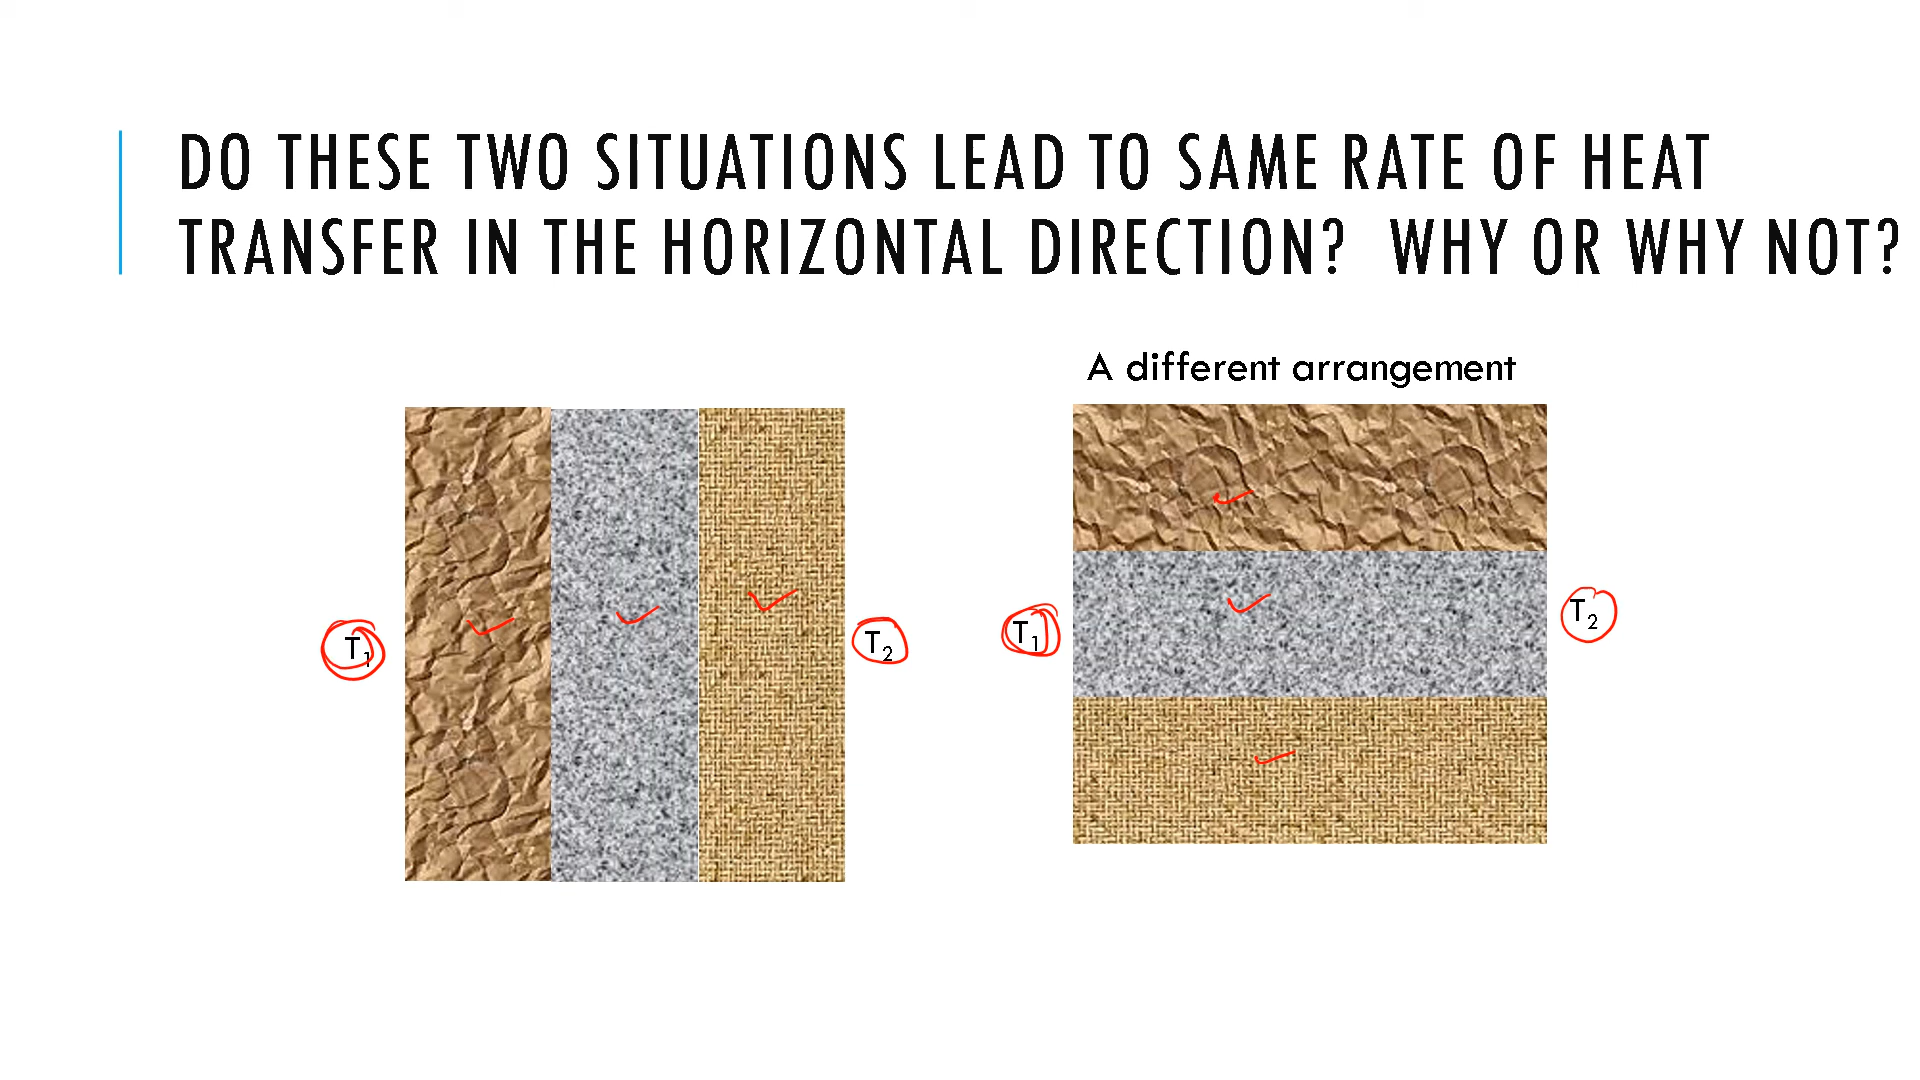 DO THESE TWO SITUATIONS LEAD TO SAME RATE OF HEAT
TRANSFER IN THE HORIZONTAL DIRECTION? WHY OR WHY NOT?
A different arrangement
T₁
T₂
T₁
T₂